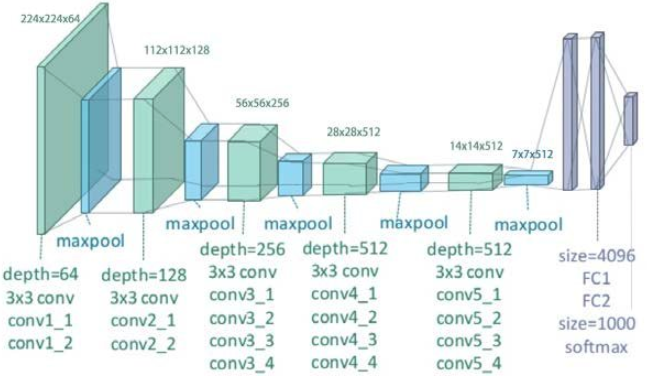 224x224x64
112x112x128
56x56x256
28x28x512
14x14x512
7x7x512
maxpool
maxpool
maxpool
maxpool
maxpool
depth=64
3x3 conv
conv1_1
conv1_2
depth=128
3x3 conv
conv2_1
conv2_2
depth=256
3x3 conv
conv3_1
conv3_2
conv3_3
conv3_4
depth=512
3x3 conv
conv4_1
conv4_2
conv4_3
conv4_4
depth=512
3x3 conv
conv5_1
conv5_2
conv5_3
conv5_4
size=4096
FC1
FC2
size=1000
softmax